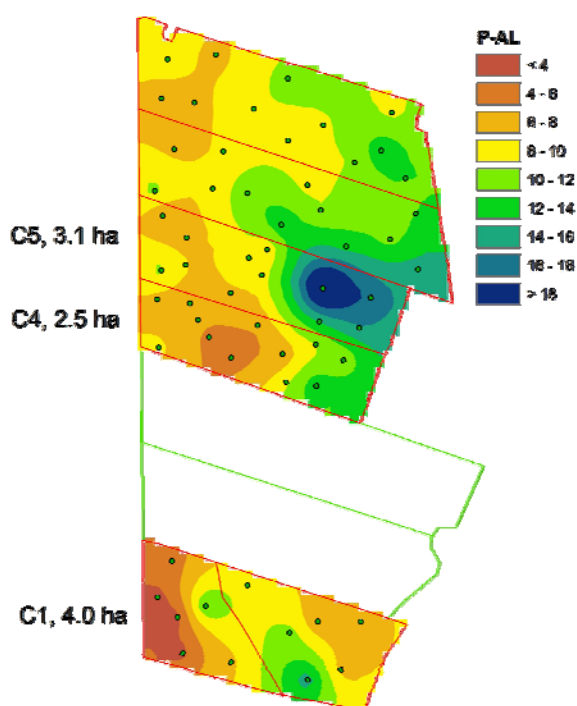 P-AL
< 4
4 - 6
6 - 8
8 - 10
10 - 12
12 - 14
14 - 16
16 - 18
> 18
C5, 3.1 ha
C4, 2.5 ha
C1, 4.0 ha